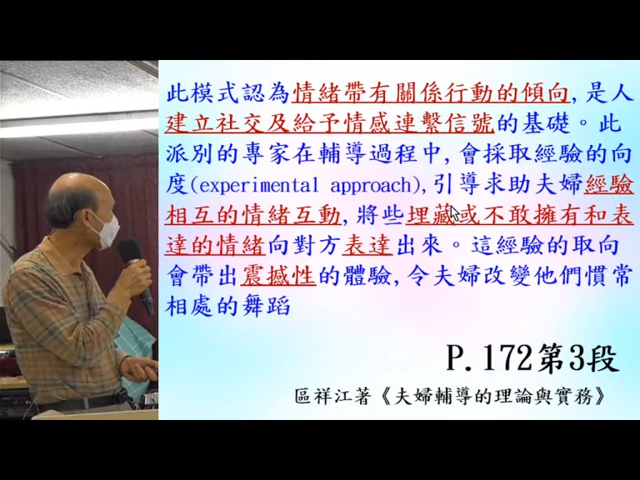 此模式認為情緒帶有關係行動的傾向,是人
建立社交及給予情感連繫信號的基礎。此
派別的專家在輔導過程中,會採取經驗的向
度(experimental approach),引導求助夫婦經驗
相互的情緒互動,將些埋藏或不敢擁有和表
達的情緒向對方表達出來。這經驗的取向
會帶出震撼性的體驗,令夫婦改變他們慣常
相處的舞蹈
P.172第3段
區祥江著《夫婦輔導的理論與實務》